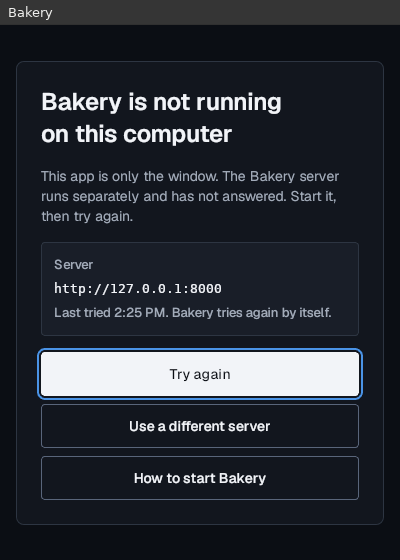 Bakery
Bakery is not running
on this computer
This app is only the window. The Bakery server
runs separately and has not answered. Start it,
then try again.
Server
http://127.0.0.1:8000
Last tried 2:25 PM. Bakery tries again by itself.
Try again
Use a different server
How to start Bakery